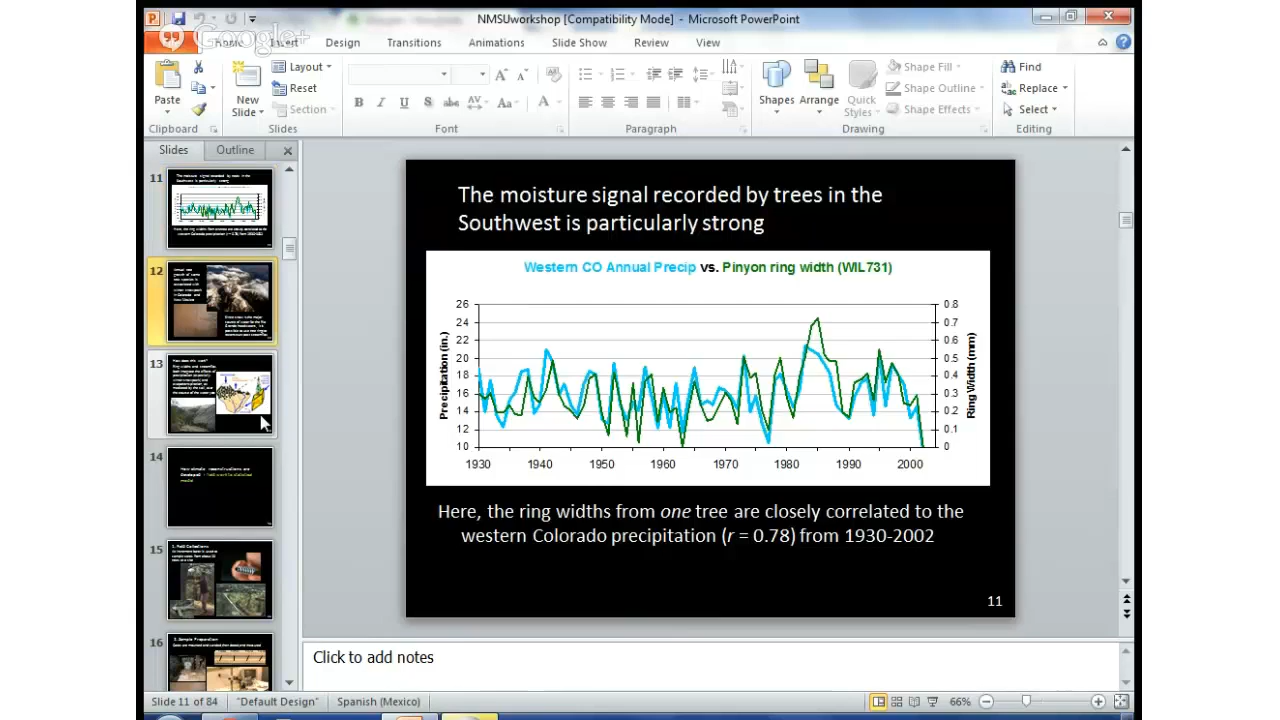 NMSUworkshop [Compatibility Mode] - Microsoft PowerPoint
Google+
Home Insert Design Transitions Animations Slide Show Review View
Paste
New Slide
Layout
Reset
Section
Shapes
Arrange
Quick Styles
Shape Fill
Shape Outline
Shape Effects
Find
Replace
Select
Clipboard Slides Font Paragraph Drawing Editing
Slides Outline
11
12
13
14
15
16
The moisture signal recorded by trees in the
Southwest is particularly strong
Western CO Annual Precip vs. Pinyon ring width (WIL731)
Precipitation (in.)
26
24
22
20
18
16
14
12
10
0.8
0.7
0.6
0.5
0.4
0.3
0.2
0.1
0
Ring Width (mm)
1930 1940 1950 1960 1970 1980 1990 2000
Here, the ring widths from one tree are closely correlated to the
western Colorado precipitation (r = 0.78) from 1930-2002
11
Click to add notes
Slide 11 of 84 "Default Design" Spanish (Mexico) 66%